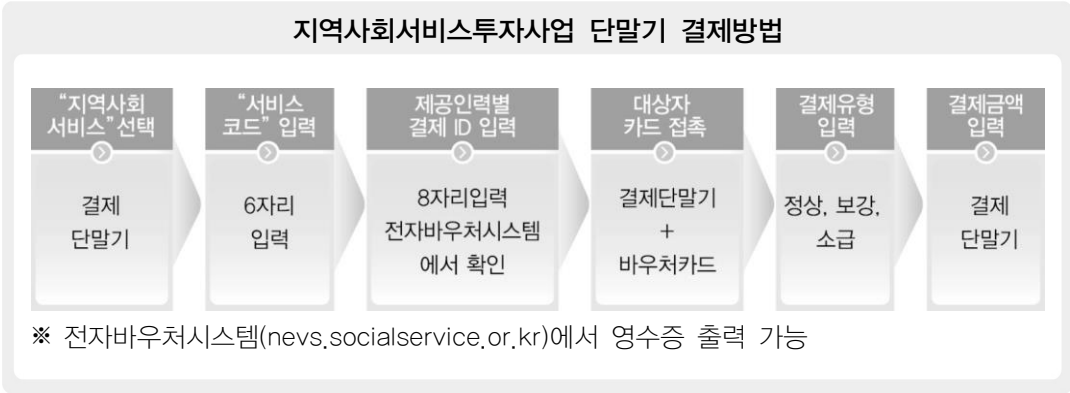 지역사회서비스투자사업 단말기 결제방법
“지역사회
서비스”선택
결제
단말기
“서비스
코드” 입력
6자리
입력
제공인력별
결제 ID 입력
8자리입력
전자바우처시스템
에서 확인
대상자
카드 접촉
결제단말기
+
바우처카드
결제유형
입력
정상, 보강,
소급
결제금액
입력
결제
단말기
※ 전자바우처시스템(nevs.socialservice.or.kr)에서 영수증 출력 가능